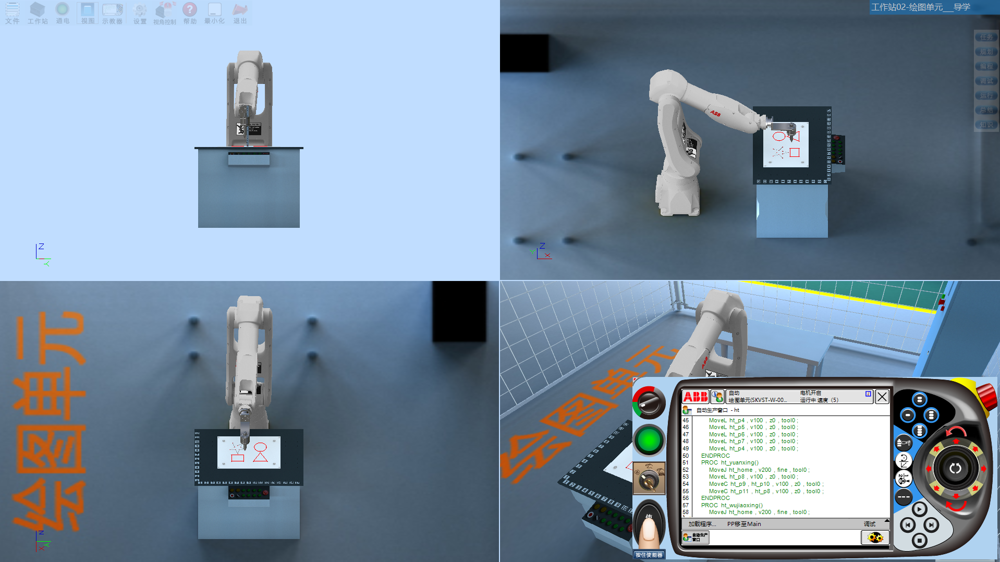 文件 工作站 通电 视图 示教器 设置 视角控制 帮助 最小化 退出
工作站02-绘图单元___导学
任务
规划
编程
调试
运行
总结
知识
ABB
Z
Y
Z
Y
X
绘图单元
Z
Y
X
绘图单元
ABB
自动
绘图单元(SKVST-W-00...
电机开启
运行中 速度（5）
自动生产窗口 - ht
45 MoveL ht_p4 , v100 , z0 , tool0 ;
46 MoveL ht_p5 , v100 , z0 , tool0 ;
47 MoveL ht_p6 , v100 , z0 , tool0 ;
48 MoveL ht_p7 , v100 , z0 , tool0 ;
49 MoveL ht_p4 , v100 , z0 , tool0 ;
50 ENDPROC
51 PROC ht_yuanxing()
52 MoveJ ht_home , v200 , fine , tool0 ;
53 MoveL ht_p8 , v100 , z0 , tool0 ;
54 MoveC ht_p9 , ht_p10 , v100 , z0 , tool0 ;
55 MoveC ht_p11 , ht_p8 , v100 , z0 , tool0 ;
56 ENDPROC
57 PROC ht_wujiaoxing()
58 MoveJ ht_home , v200 , fine , tool0 ;
加载程序... PP移至Main 调试
自动生产
窗口
使
按住使能器